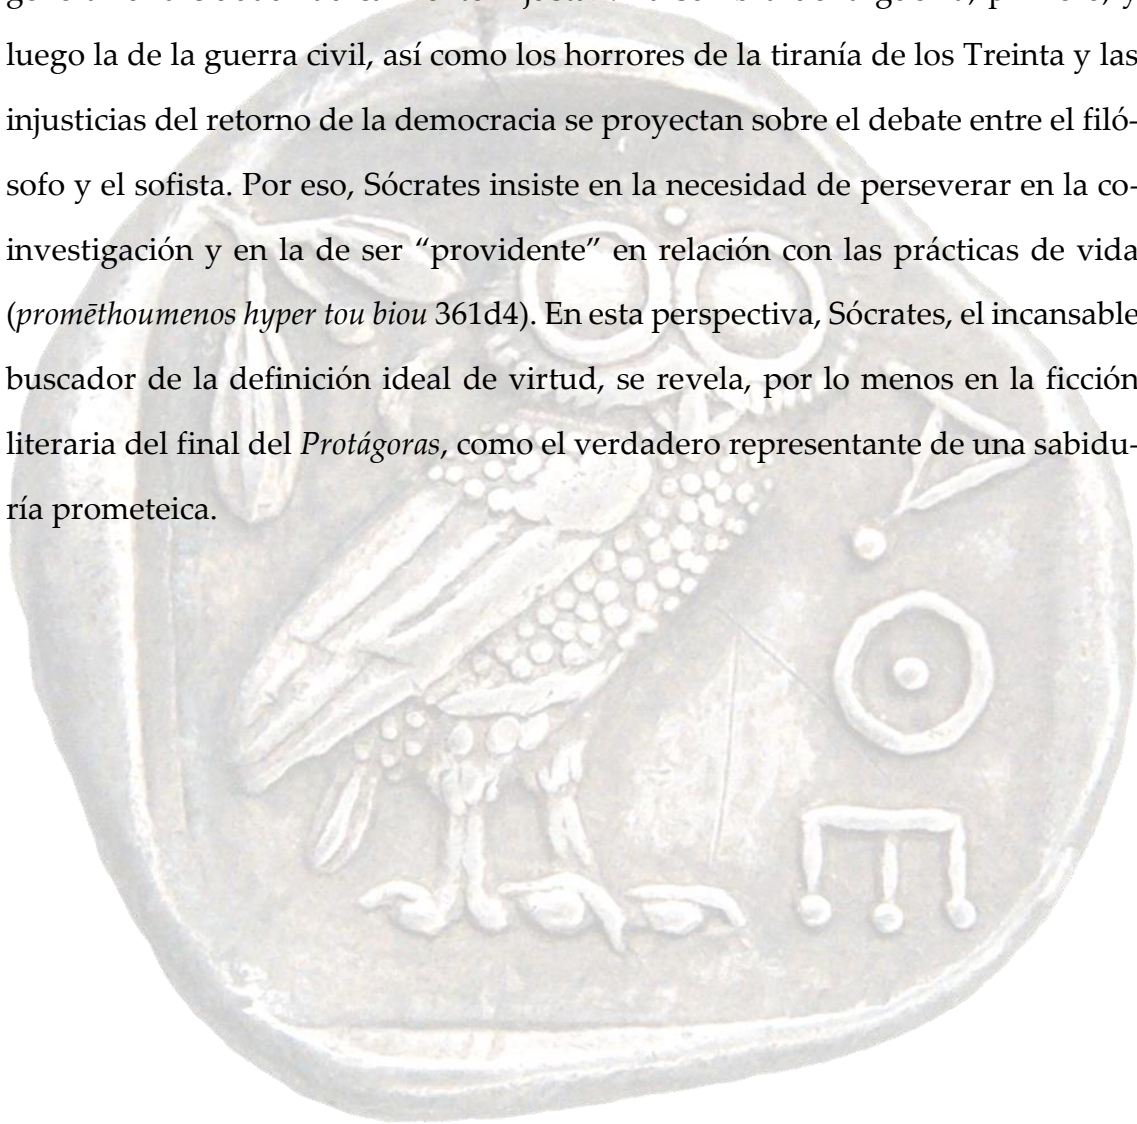 sombra de la guerra, primero, y
luego la de la guerra civil, así como los horrores de la tiranía de los Treinta y las
injusticias del retorno de la democracia se proyectan sobre el debate entre el filó-
sofo y el sofista. Por eso, Sócrates insiste en la necesidad de perseverar en la co-
investigación y en la de ser “providente” en relación con las prácticas de vida
(promēthoumenos hyper tou biou 361d4). En esta perspectiva, Sócrates, el incansable
buscador de la definición ideal de virtud, se revela, por lo menos en la ficción
literaria del final del Protágoras, como el verdadero representante de una sabidu-
ría prometeica.
Α
Θ
Ε